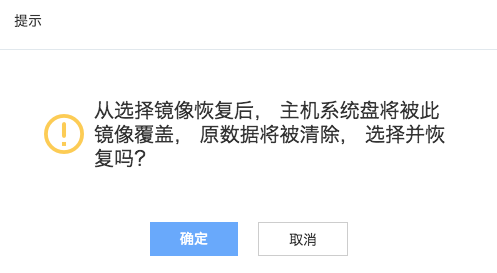 提示
从选择镜像恢复后， 主机系统盘将被此
镜像覆盖， 原数据将被清除， 选择并恢
复吗?
确定
取消